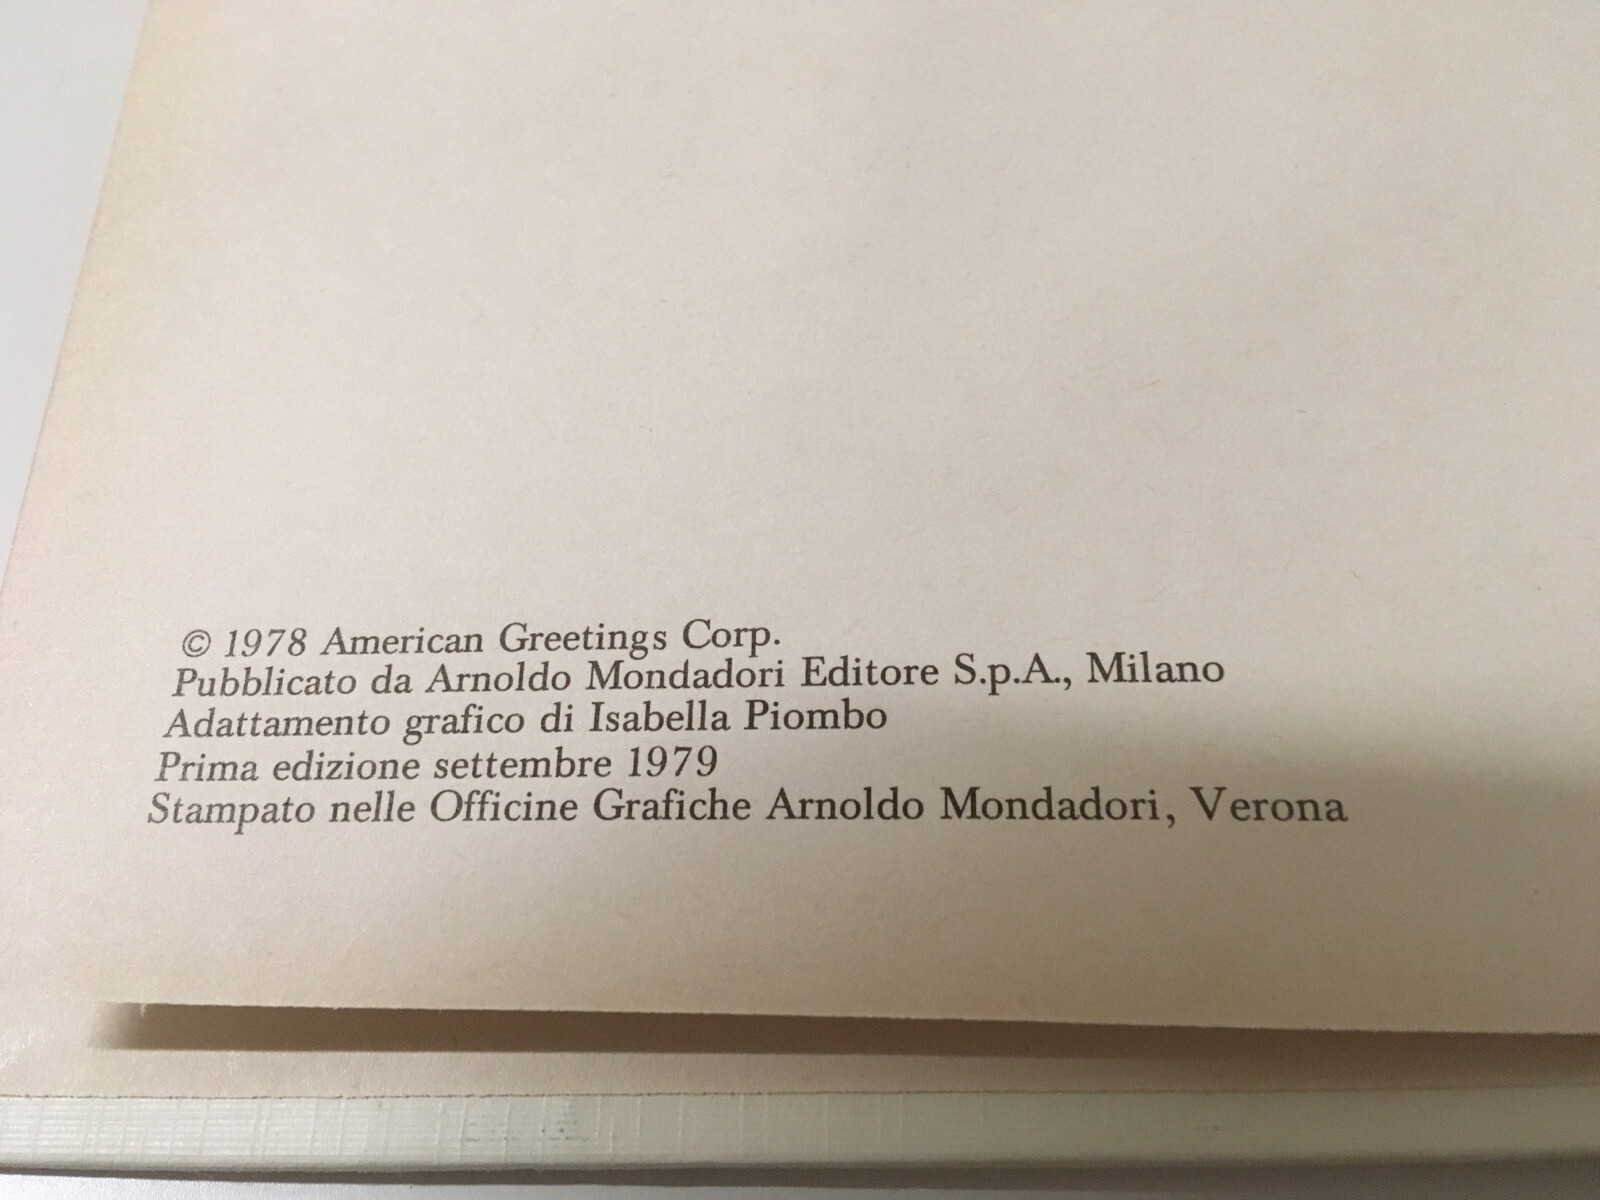 © 1978 American Greetings Corp.
Pubblicato da Arnoldo Mondadori Editore S.p.A., Milano
Adattamento grafico di Isabella Piombo
Prima edizione settembre 1979
Stampato nelle Officine Grafiche Arnoldo Mondadori, Verona